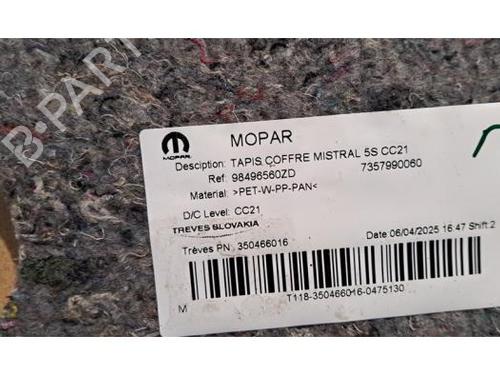 B-PARTS
MOPAR
MOPAR
Desciption: TAPIS COFFRE MISTRAL 5S CC21
Ref: 98496560ZD 7357990060
Material: >PET-W-PP-PAN<
D/C Level: CC21
TREVES SLOVAKIA
Trèves PN: 350466016
Date 06/04/2025 16:47 Shift:2
M
T118-350466016-0475130